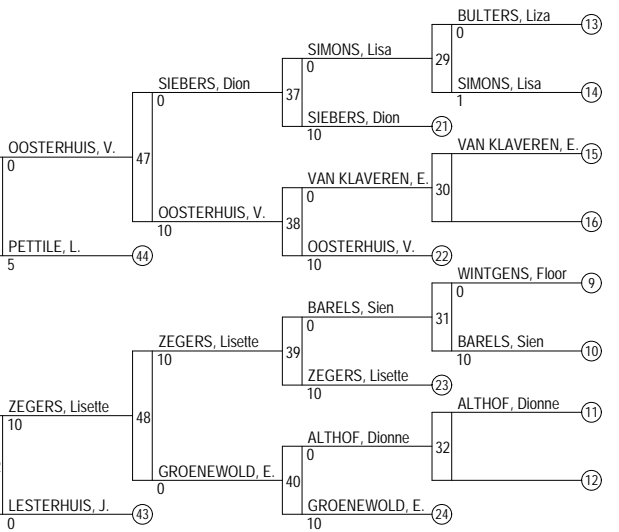 BULTERS, Liza 13
0
29
SIMONS, Lisa
0
SIMONS, Lisa 14
1
SIEBERS, Dion
0
37
SIEBERS, Dion 21
10
OOSTERHUIS, V.
0
47
VAN KLAVEREN, E. 15
30
VAN KLAVEREN, E.
0
16
OOSTERHUIS, V.
10
38
OOSTERHUIS, V. 22
10
PETTILE, L. 44
5
WINTGENS, Floor 9
0
31
BARELS, Sien
0
BARELS, Sien 10
10
ZEGERS, Lisette
10
39
ZEGERS, Lisette 23
10
ZEGERS, Lisette
10
48
ALTHOF, Dionne 11
32
ALTHOF, Dionne
0
12
GROENEWOLD, E.
0
40
GROENEWOLD, E. 24
10
LESTERHUIS, J. 43
0